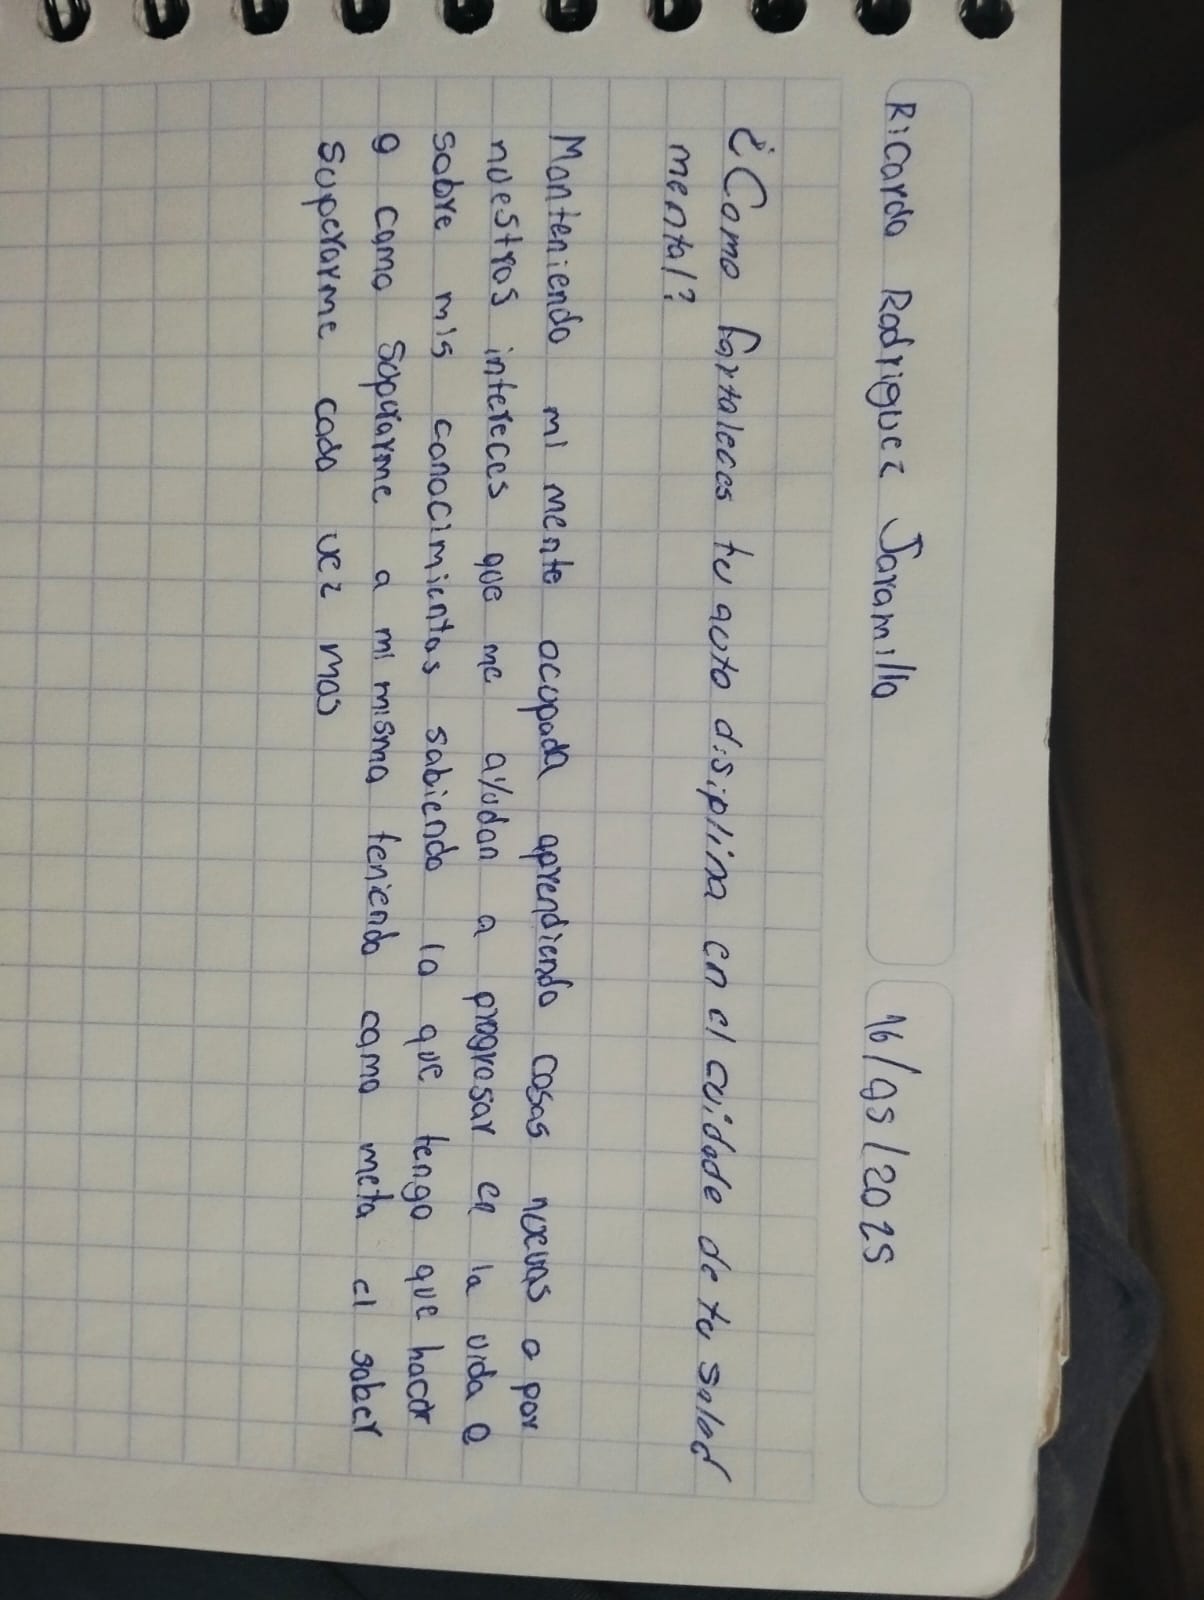 Ricardo Rodriguez Jaramillo
16/05/2025
¿Como fortaleces tu auto disiplina en el cuidado de tu salud
mental?
Manteniendo mi mente ocupada aprendiendo cosas nuevas o por
nuestros intereces que me ayudan a progresar en la vida o
sobre mis conocimientos sabiendo lo que tengo que hacer
o como soperarme a mi mismo teniendo como meta el saber
superarme cada vez mas